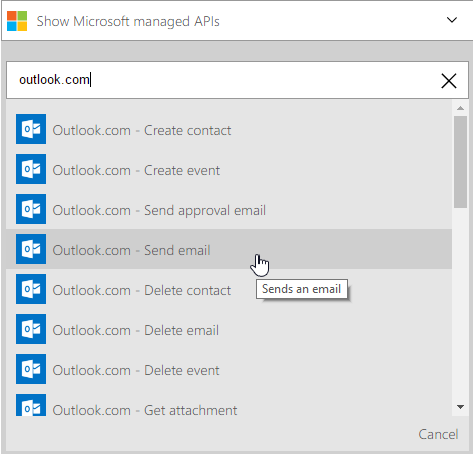 Show Microsoft managed APIs
outlook.com
Outlook.com - Create contact
Outlook.com - Create event
Outlook.com - Send approval email
Outlook.com - Send email
Sends an email
Outlook.com - Delete contact
Outlook.com - Delete email
Outlook.com - Delete event
Outlook.com - Get attachment
Cancel